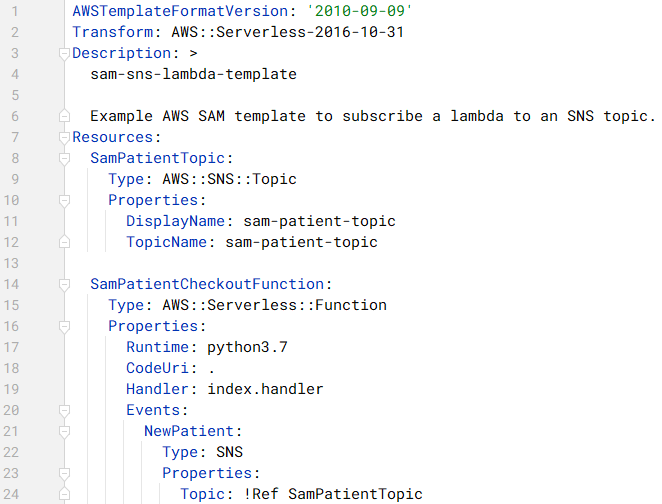 1 AWSTemplateFormatVersion: '2010-09-09'
2 Transform: AWS::Serverless-2016-10-31
3 Description: >
4   sam-sns-lambda-template
5
6   Example AWS SAM template to subscribe a lambda to an SNS topic.
7 Resources:
8   SamPatientTopic:
9     Type: AWS::SNS::Topic
10     Properties:
11       DisplayName: sam-patient-topic
12       TopicName: sam-patient-topic
13
14   SamPatientCheckoutFunction:
15     Type: AWS::Serverless::Function
16     Properties:
17       Runtime: python3.7
18       CodeUri: .
19       Handler: index.handler
20       Events:
21         NewPatient:
22           Type: SNS
23           Properties:
24             Topic: !Ref SamPatientTopic